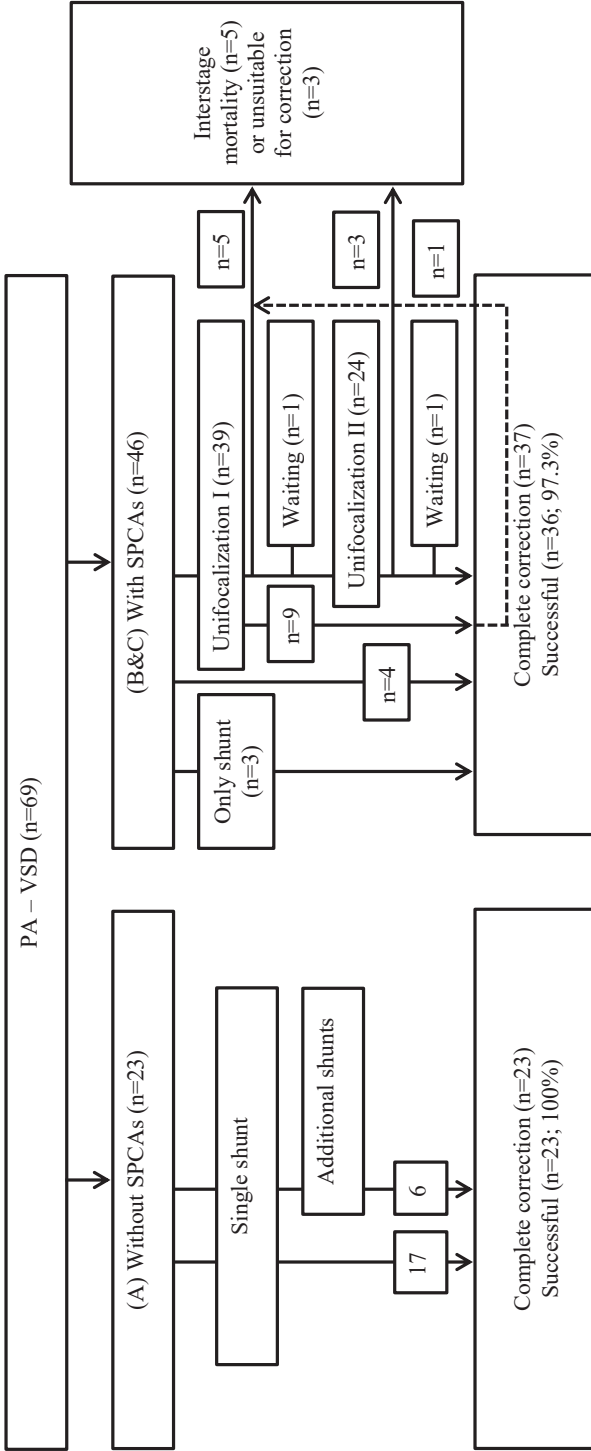 PA – VSD (n=69)
(A) Without SPCAs (n=23)
Single shunt
Additional shunts
17
6
Complete correction (n=23)
Successful (n=23; 100%)
(B&C) With SPCAs (n=46)
Only shunt
(n=3)
n=4
Unifocalization I (n=39)
n=9
Waiting (n=1)
Unifocalization II (n=24)
Waiting (n=1)
n=5
n=3
n=1
Complete correction (n=37)
Successful (n=36; 97.3%)
Interstage
mortality (n=5)
or unsuitable
for correction
(n=3)